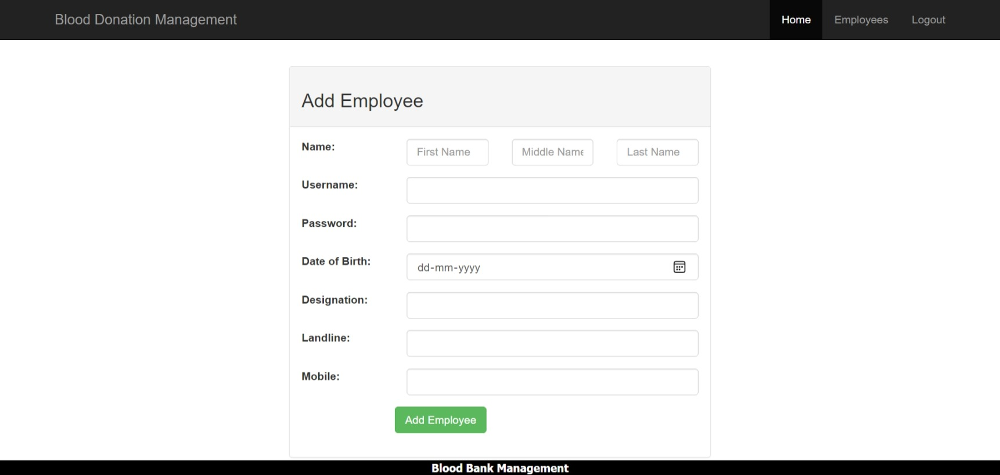 Blood Donation Management Home Employees Logout
Add Employee
Name: First Name Middle Name Last Name
Username:
Password:
Date of Birth: dd-mm-yyyy
Designation:
Landline:
Mobile:
Add Employee
Blood Bank Management